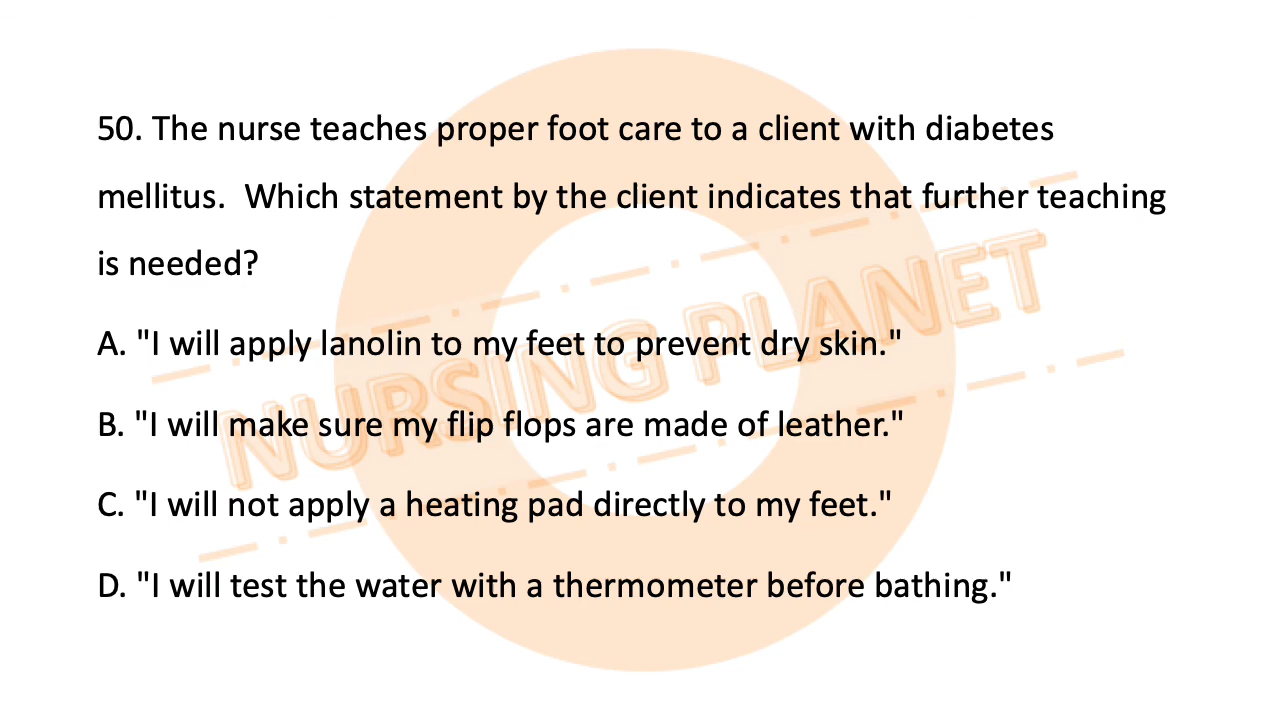 50. The nurse teaches proper foot care to a client with diabetes
mellitus.  Which statement by the client indicates that further teaching
is needed?
A. "I will apply lanolin to my feet to prevent dry skin."
B. "I will make sure my flip flops are made of leather."
C. "I will not apply a heating pad directly to my feet."
D. "I will test the water with a thermometer before bathing."
NURSING PLANET